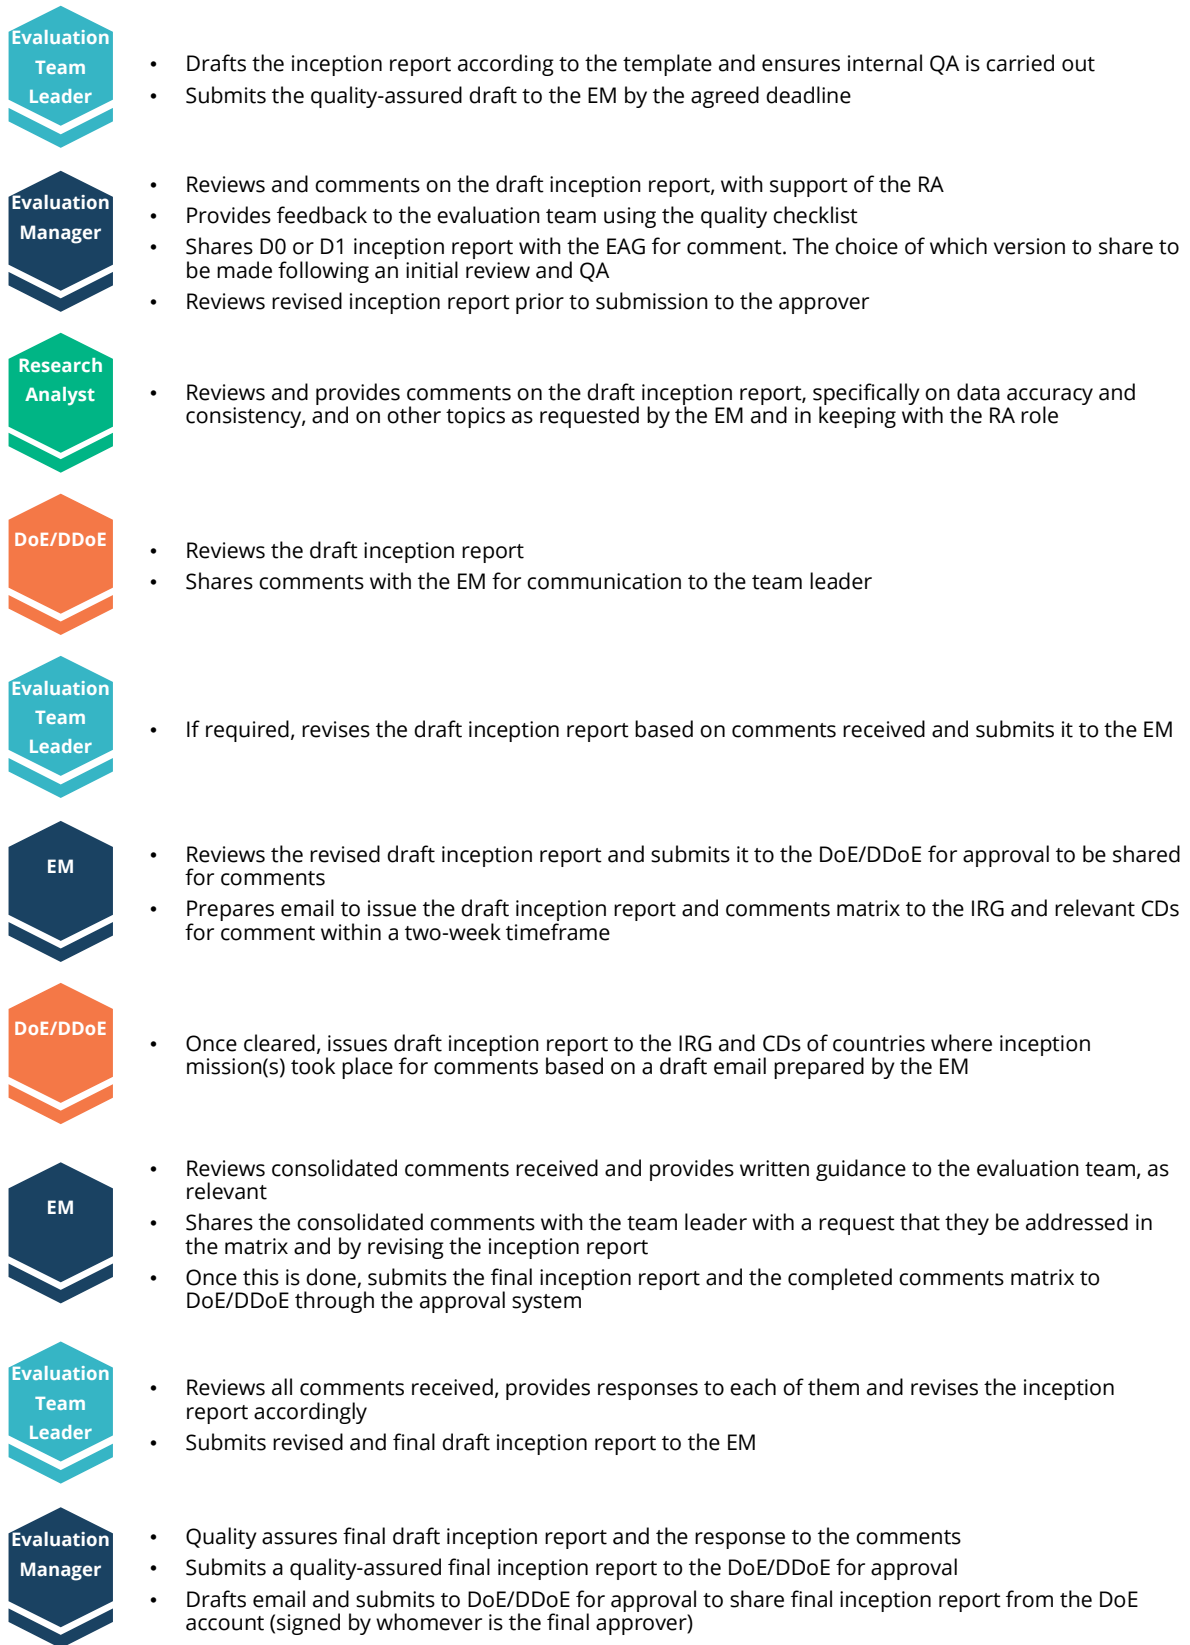 Evaluation
Team
Leader
• Drafts the inception report according to the template and ensures internal QA is carried out
• Submits the quality-assured draft to the EM by the agreed deadline
Evaluation
Manager
• Reviews and comments on the draft inception report, with support of the RA
• Provides feedback to the evaluation team using the quality checklist
• Shares D0 or D1 inception report with the EAG for comment. The choice of which version to share to
be made following an initial review and QA
• Reviews revised inception report prior to submission to the approver
Research
Analyst
• Reviews and provides comments on the draft inception report, specifically on data accuracy and
consistency, and on other topics as requested by the EM and in keeping with the RA role
DoE/DDoE
• Reviews the draft inception report
• Shares comments with the EM for communication to the team leader
Evaluation
Team
Leader
• If required, revises the draft inception report based on comments received and submits it to the EM
EM
• Reviews the revised draft inception report and submits it to the DoE/DDoE for approval to be shared
for comments
• Prepares email to issue the draft inception report and comments matrix to the IRG and relevant CDs
for comment within a two-week timeframe
DoE/DDoE
• Once cleared, issues draft inception report to the IRG and CDs of countries where inception
mission(s) took place for comments based on a draft email prepared by the EM
EM
• Reviews consolidated comments received and provides written guidance to the evaluation team, as
relevant
• Shares the consolidated comments with the team leader with a request that they be addressed in
the matrix and by revising the inception report
• Once this is done, submits the final inception report and the completed comments matrix to
DoE/DDoE through the approval system
Evaluation
Team
Leader
• Reviews all comments received, provides responses to each of them and revises the inception
report accordingly
• Submits revised and final draft inception report to the EM
Evaluation
Manager
• Quality assures final draft inception report and the response to the comments
• Submits a quality-assured final inception report to the DoE/DDoE for approval
• Drafts email and submits to DoE/DDoE for approval to share final inception report from the DoE
account (signed by whomever is the final approver)